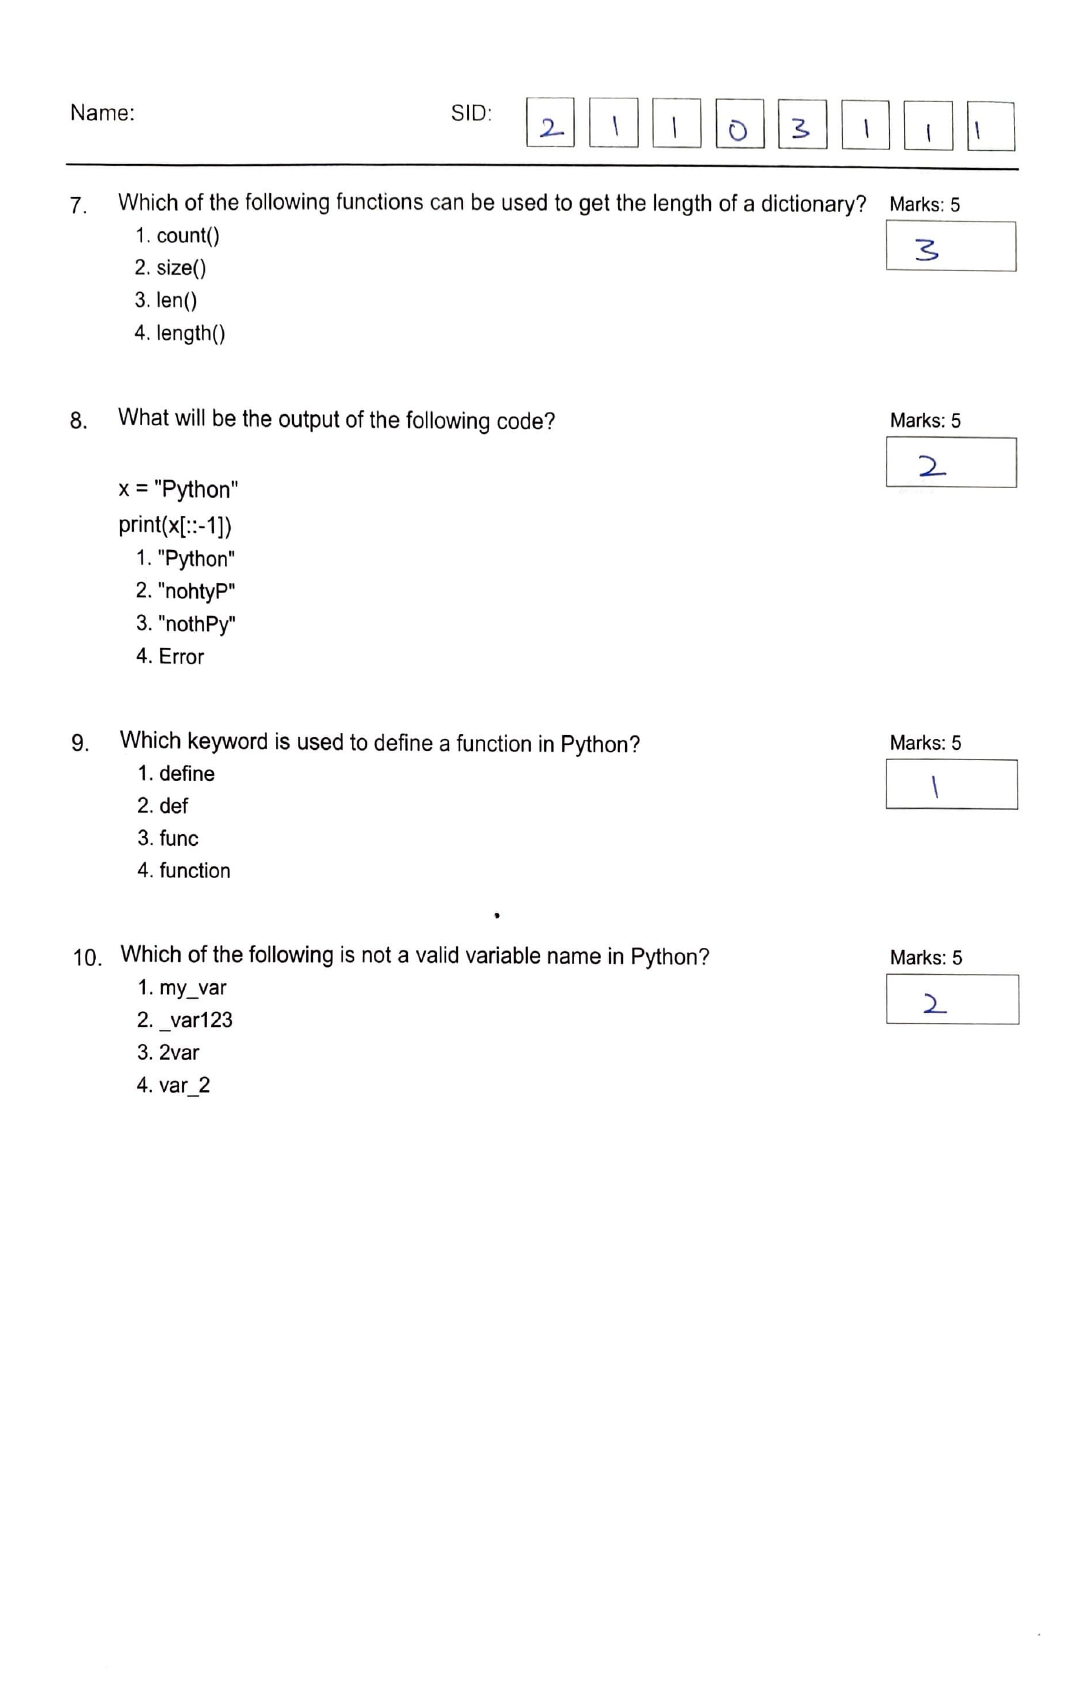 Name: SID: 2 1 1 0 3 1 1 1
7. Which of the following functions can be used to get the length of a dictionary? Marks: 5
3
1. count()
2. size()
3. len()
4. length()
8. What will be the output of the following code? Marks: 5
2
x = "Python"
print(x[::-1])
1. "Python"
2. "nohtyP"
3. "nothPy"
4. Error
9. Which keyword is used to define a function in Python? Marks: 5
1
1. define
2. def
3. func
4. function
10. Which of the following is not a valid variable name in Python? Marks: 5
2
1. my_var
2. _var123
3. 2var
4. var_2